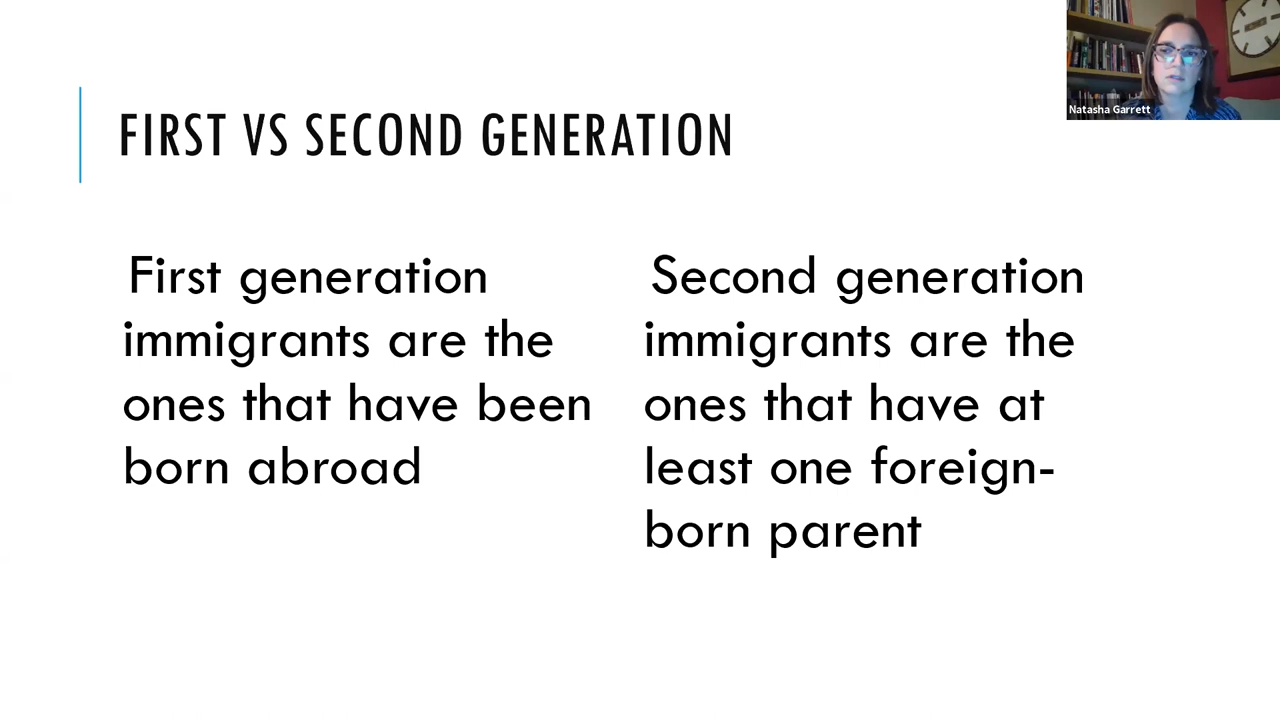 Natasha Garrett
FIRST VS SECOND GENERATION
First generation
immigrants are the
ones that have been
born abroad
Second generation
immigrants are the
ones that have at
least one foreign-
born parent